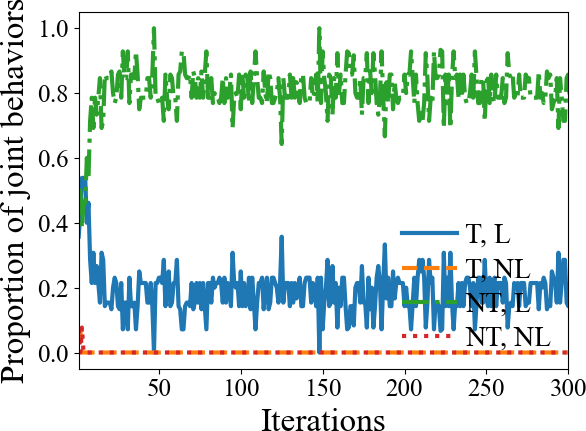 Proportion of joint behaviors
1.0
0.8
0.6
0.4
0.2
0.0
T, L
T, NL
NT, L
NT, NL
50
100
150
200
250
300
Iterations